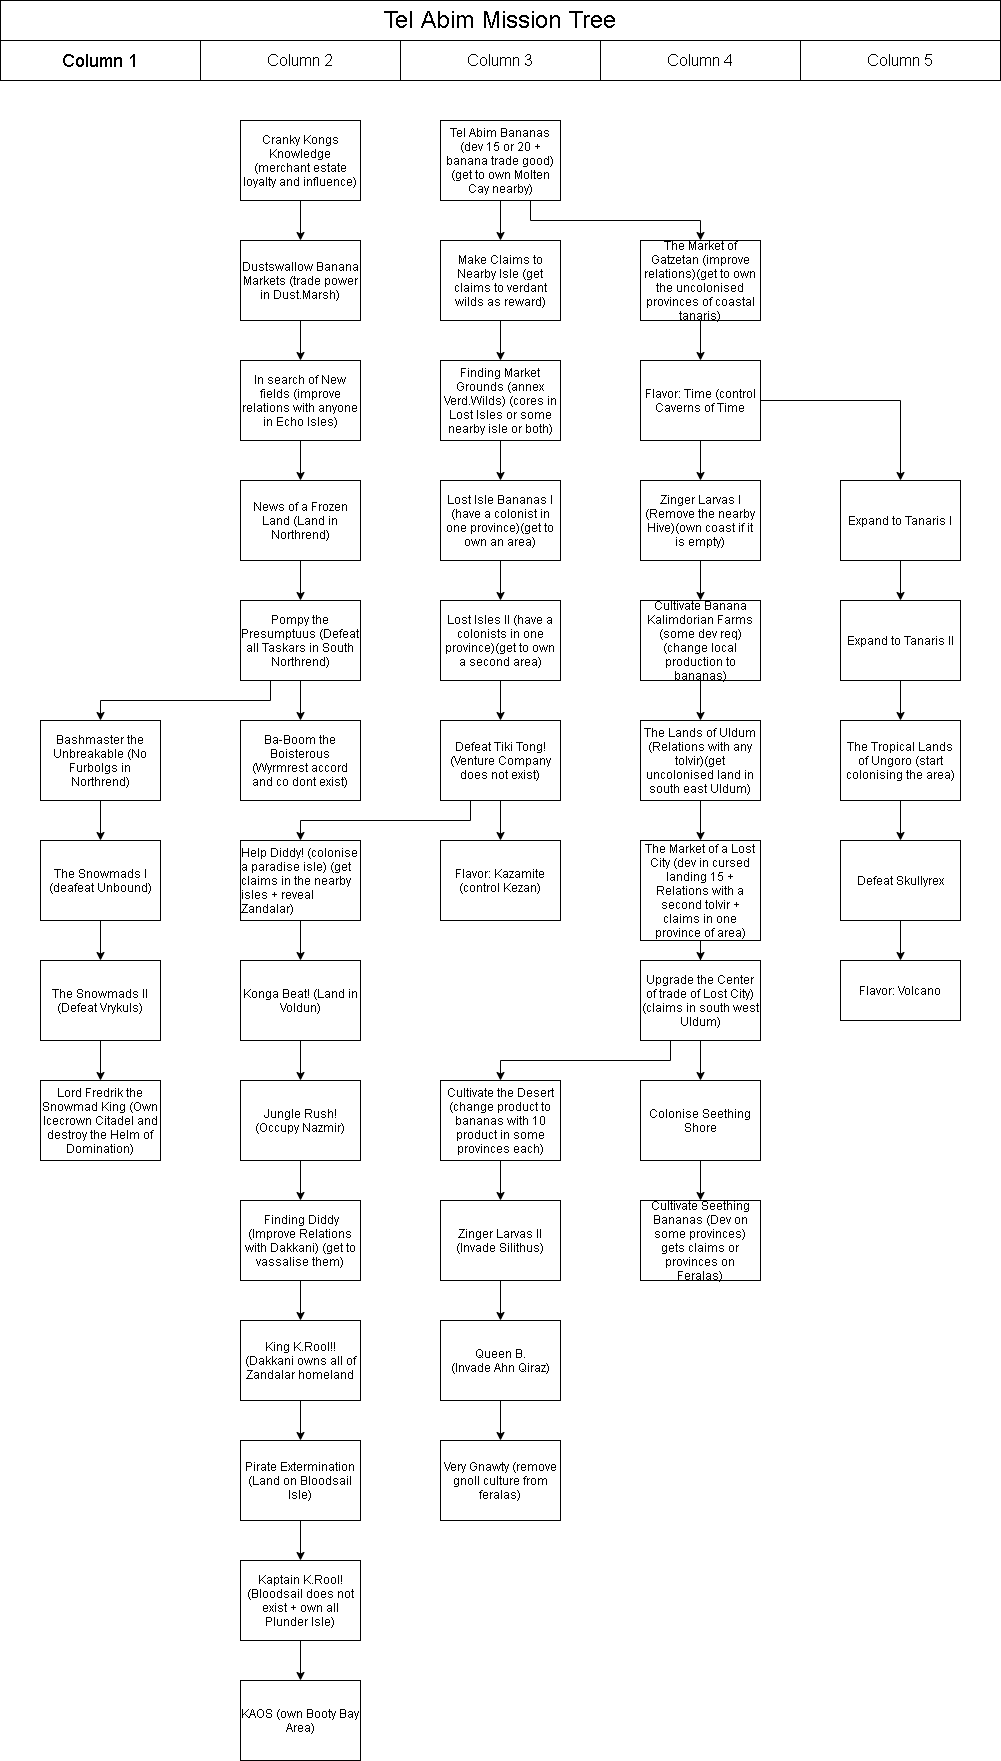 Tel Abim Mission Tree
Column 1
Column 2
Column 3
Column 4
Column 5
Cranky Kongs
Knowledge
(merchant estate
loyalty and influence)
Tel Abim Bananas
(dev 15 or 20 +
banana trade good)
(get to own Molten
Cay nearby)
Dustswallow Banana
Markets (trade power
in Dust.Marsh)
Make Claims to
Nearby Isle (get
claims to verdant
wilds as reward)
The Market of
Gatzetan (improve
relations)(get to own
the uncolonised
provinces of coastal
tanaris)
In search of New
fields (improve
relations with anyone
in Echo Isles)
Finding Market
Grounds (annex
Verd.Wilds) (cores in
Lost Isles or some
nearby isle or both)
Flavor: Time (control
Caverns of Time
News of a Frozen
Land (Land in
Northrend)
Lost Isle Bananas I
(have a colonist in
one province)(get to
own an area)
Zinger Larvas I
(Remove the nearby
Hive)(own coast if it
is empty)
Expand to Tanaris I
Pompy the
Presumptuus (Defeat
all Taskars in South
Northrend)
Lost Isles II (have a
colonists in one
province)(get to own
a second area)
Cultivate Banana
Kalimdorian Farms
(some dev req)
(change local
production to
bananas)
Expand to Tanaris II
Bashmaster the
Unbreakable (No
Furbolgs in
Northrend)
Ba-Boom the
Boisterous
(Wyrmrest accord
and co dont exist)
Defeat Tiki Tong!
(Venture Company
does not exist)
The Lands of Uldum
(Relations with any
tolvir)(get
uncolonised land in
south east Uldum)
The Tropical Lands
of Ungoro (start
colonising the area)
The Snowmads I
(deafeat Unbound)
Help Diddy! (colonise
a paradise isle) (get
claims in the nearby
isles + reveal
Zandalar)
Flavor: Kazamite
(control Kezan)
The Market of a Lost
City (dev in cursed
landing 15 +
Relations with a
second tolvir +
claims in one
province of area)
Defeat Skullyrex
The Snowmads II
(Defeat Vrykuls)
Konga Beat! (Land in
Voldun)
Upgrade the Center
of trade of Lost City)
(claims in south west
Uldum)
Flavor: Volcano
Lord Fredrik the
Snowmad King (Own
Icecrown Citadel and
destroy the Helm of
Domination)
Jungle Rush!
(Occupy Nazmir)
Cultivate the Desert
(change product to
bananas with 10
product in some
provinces each)
Colonise Seething
Shore
Finding Diddy
(Improve Relations
with Dakkani) (get to
vassalise them)
Zinger Larvas II
(Invade Silithus)
Cultivate Seething
Bananas (Dev on
some provinces)
gets claims or
provinces on
Feralas)
King K.Rool!!
(Dakkani owns all of
Zandalar homeland
Queen B.
(Invade Ahn Qiraz)
Pirate Extermination
(Land on Bloodsail
Isle)
Very Gnawty (remove
gnoll culture from
feralas)
Kaptain K.Rool!
(Bloodsail does not
exist + own all
Plunder Isle)
KAOS (own Booty Bay
Area)